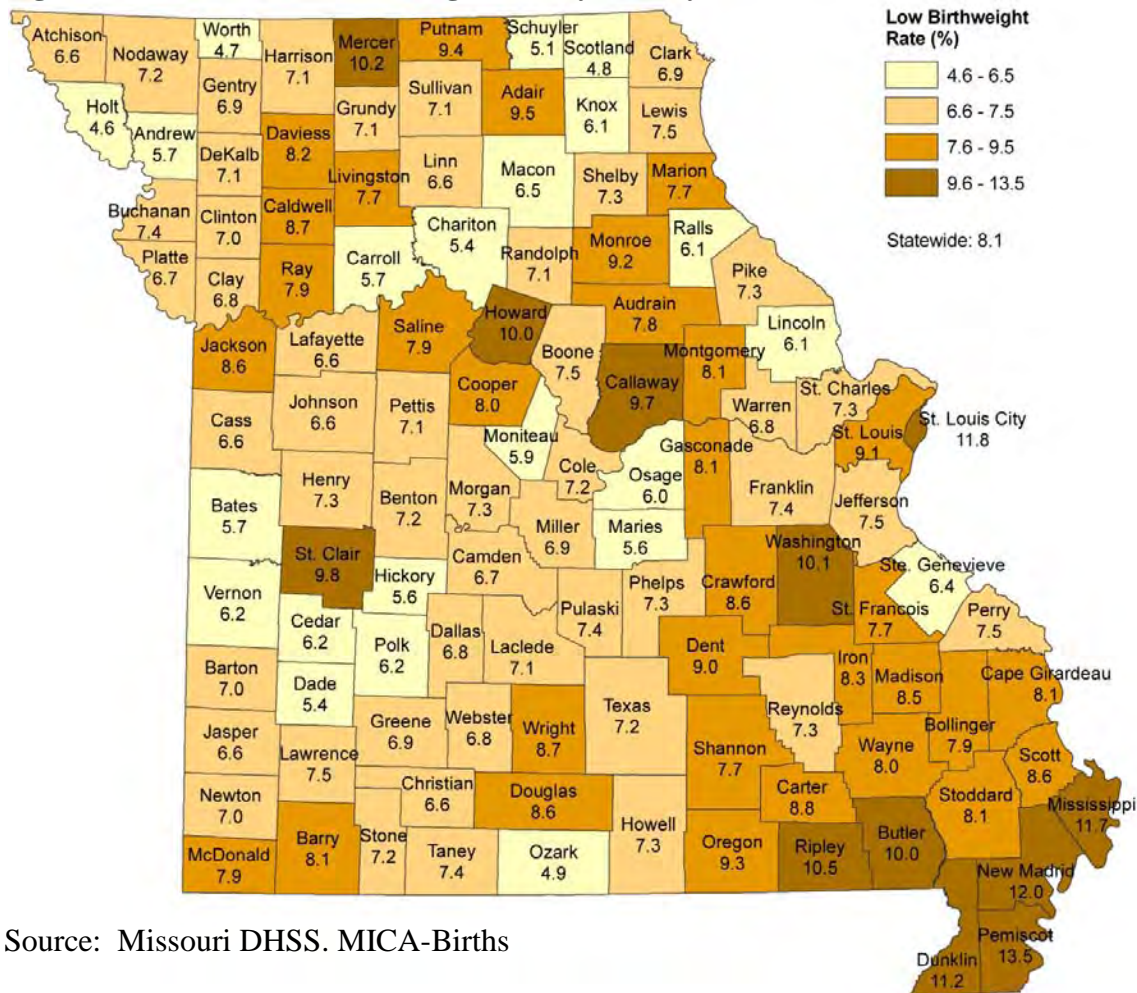 Low Birthweight
Rate (%)
4.6 - 6.5
6.6 - 7.5
7.6 - 9.5
9.6 - 13.5
Statewide: 8.1
Atchison
6.6
Nodaway
7.2
Worth
4.7
Harrison
7.1
Mercer
10.2
Putnam
9.4
Schuyler
5.1
Scotland
4.8
Clark
6.9
Holt
4.6
Andrew
5.7
Gentry
6.9
DeKalb
7.1
Daviess
8.2
Grundy
7.1
Sullivan
7.1
Adair
9.5
Knox
6.1
Lewis
7.5
Buchanan
7.4
Clinton
7.0
Caldwell
8.7
Livingston
7.7
Linn
6.6
Macon
6.5
Shelby
7.3
Marion
7.7
Platte
6.7
Clay
6.8
Ray
7.9
Carroll
5.7
Chariton
5.4
Randolph
7.1
Monroe
9.2
Ralls
6.1
Pike
7.3
Jackson
8.6
Lafayette
6.6
Saline
7.9
Howard
10.0
Boone
7.5
Audrain
7.8
Callaway
9.7
Montgomery
8.1
Lincoln
6.1
Warren
6.8
St. Charles
7.3
St. Louis
9.1
St. Louis City
11.8
Cass
6.6
Johnson
6.6
Pettis
7.1
Cooper
8.0
Moniteau
5.9
Cole
7.2
Osage
6.0
Gasconade
8.1
Franklin
7.4
Jefferson
7.5
Bates
5.7
Henry
7.3
Benton
7.2
Morgan
7.3
Miller
6.9
Maries
5.6
Washington
10.1
Ste. Genevieve
6.4
Vernon
6.2
St. Clair
9.8
Hickory
5.6
Camden
6.7
Pulaski
7.4
Phelps
7.3
Crawford
8.6
St. Francois
7.7
Perry
7.5
Cedar
6.2
Polk
6.2
Dallas
6.8
Laclede
7.1
Dent
9.0
Iron
8.3
Madison
8.5
Cape Girardeau
8.1
Barton
7.0
Dade
5.4
Greene
6.9
Webster
6.8
Wright
8.7
Texas
7.2
Shannon
7.7
Reynolds
7.3
Wayne
8.0
Bollinger
7.9
Scott
8.6
Jasper
6.6
Lawrence
7.5
Christian
6.6
Douglas
8.6
Howell
7.3
Carter
8.8
Stoddard
8.1
Mississippi
11.7
Newton
7.0
McDonald
7.9
Barry
8.1
Stone
7.2
Taney
7.4
Ozark
4.9
Oregon
9.3
Ripley
10.5
Butler
10.0
New Madrid
12.0
Pemiscot
13.5
Dunklin
11.2
Source: Missouri DHSS. MICA-Births